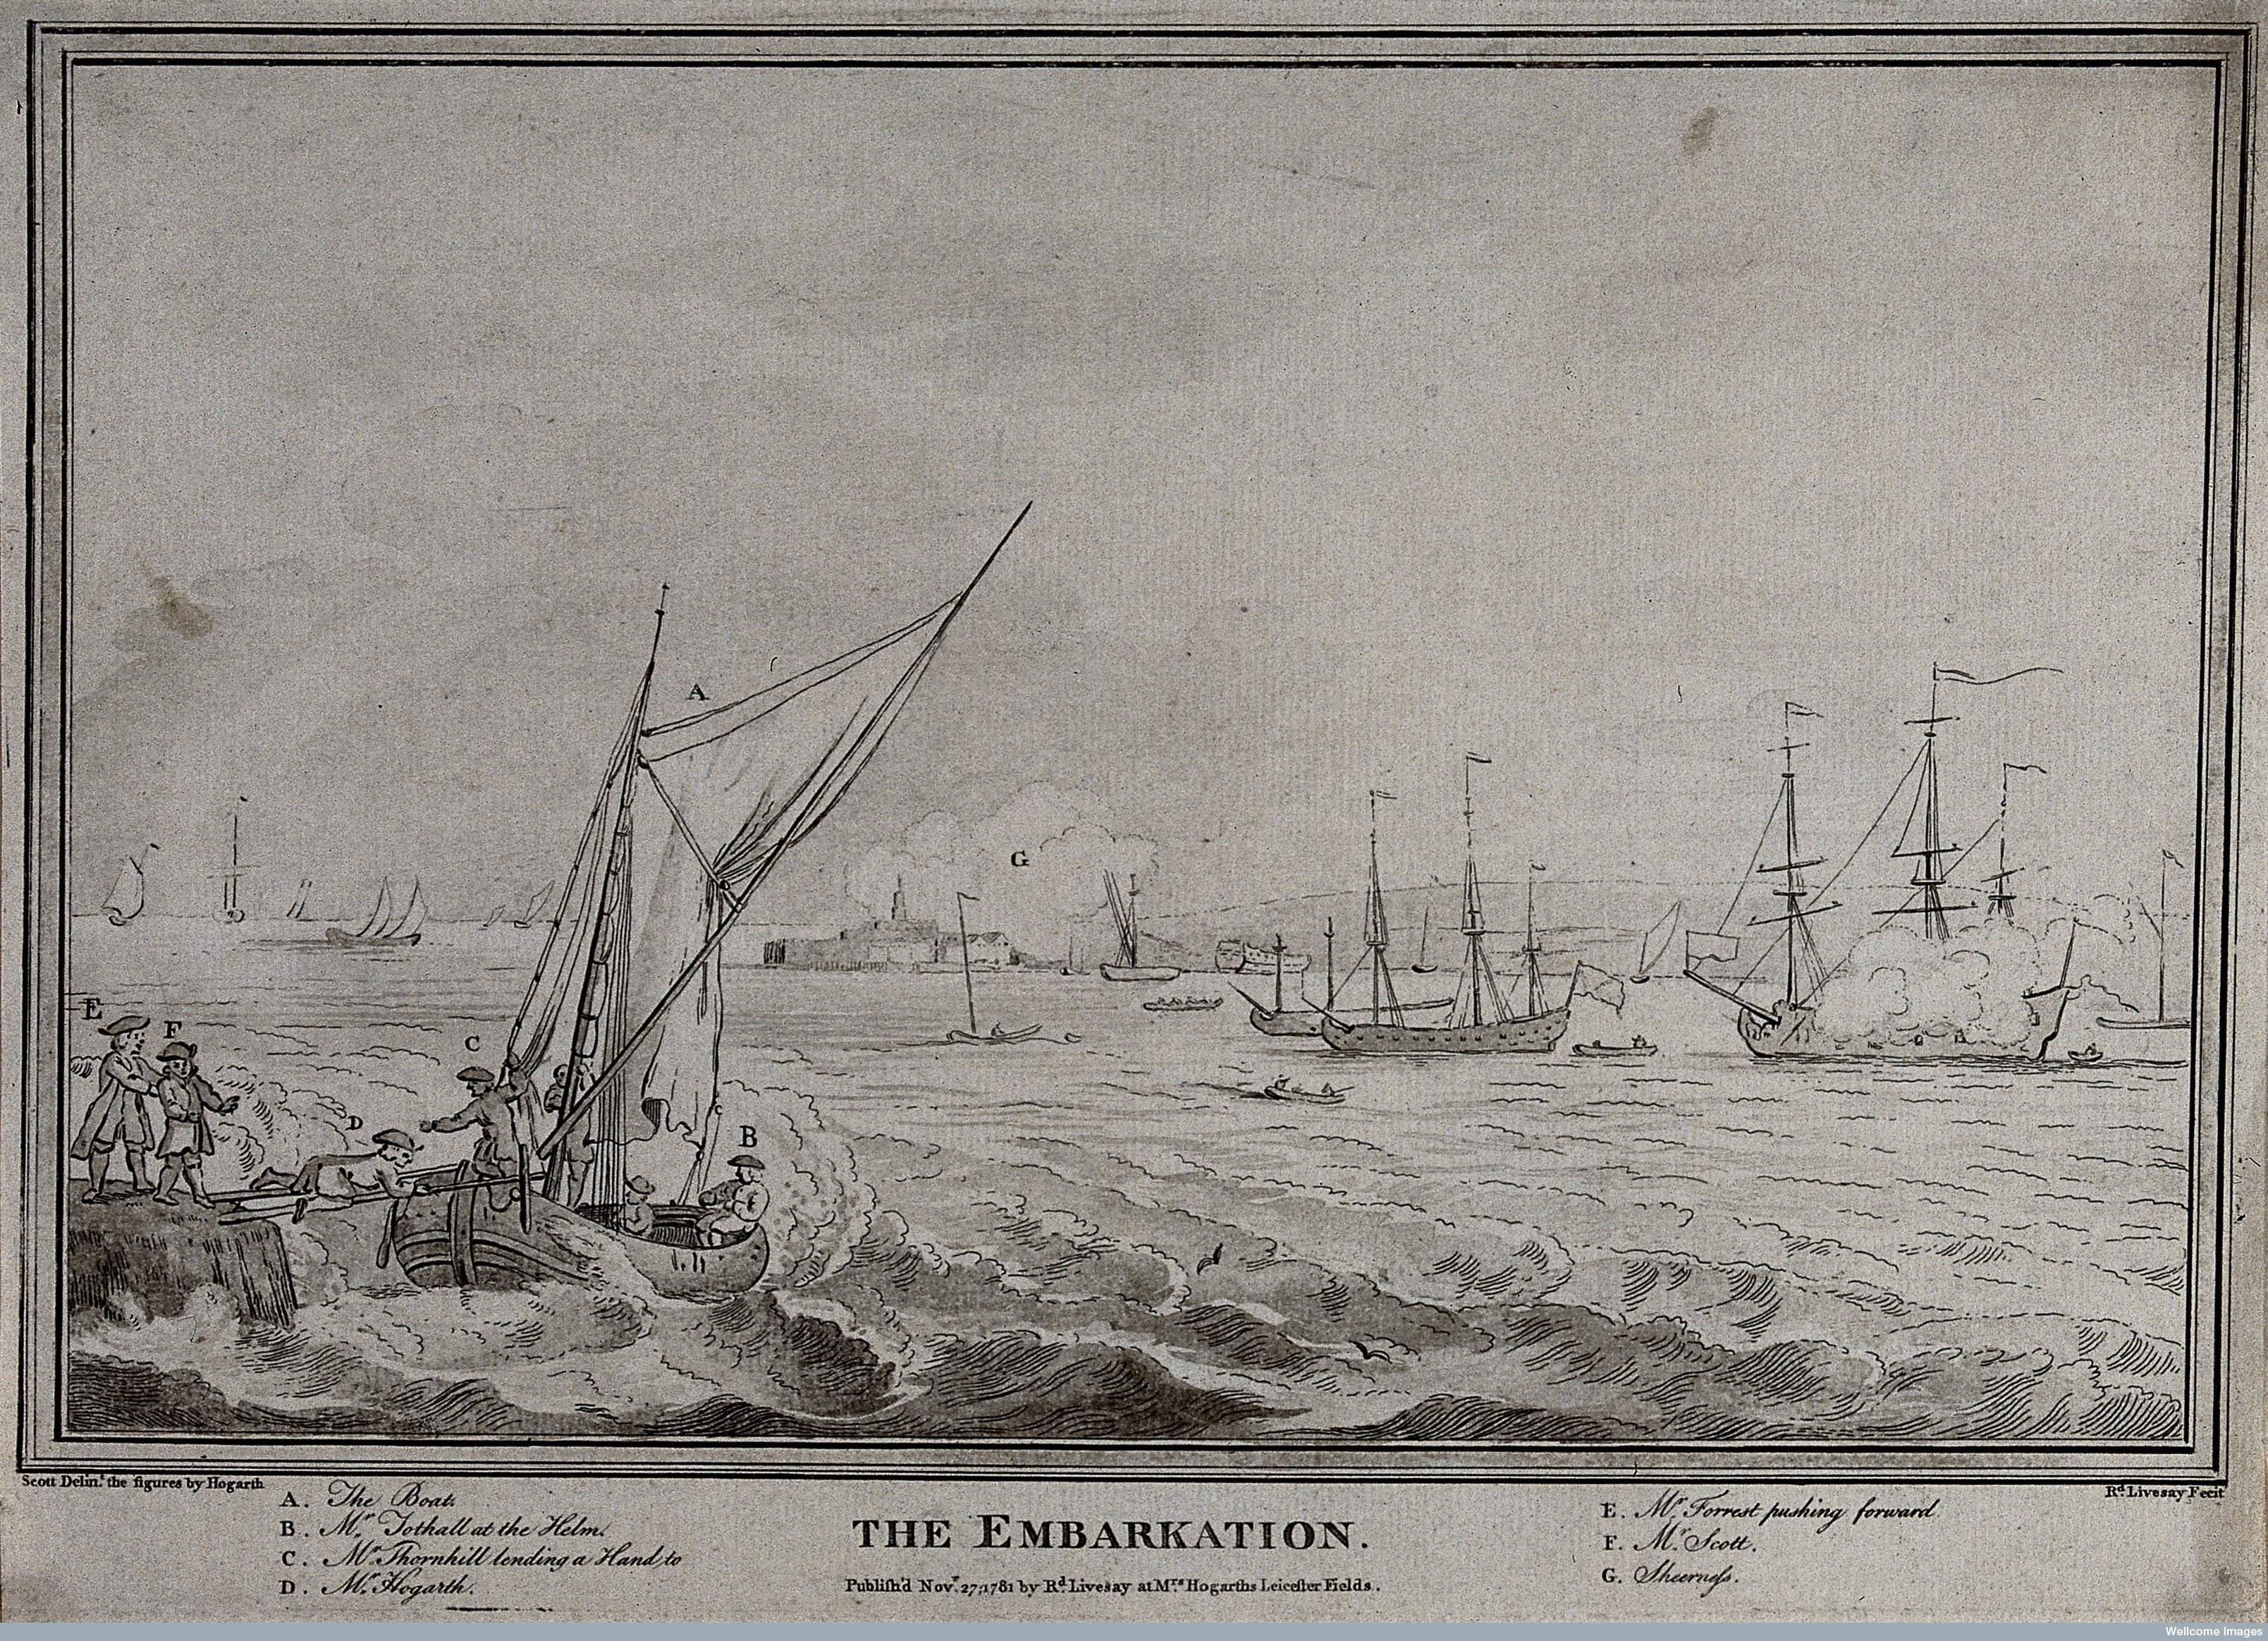 A
G
E
F
C
D
B
Scott Delin.t the figures by Hogarth
Rd. Livesay Fecit
A. The Boat.
B. Mr. Tothall at the Helm.
C. Mr. Thornhill lending a Hand to
D. Mr. Hogarth.
THE EMBARKATION.
Publiſh'd Nov.r 27: 1781 by Rd. Livesay at Mrs Hogarths Leiceſter Fields.
E. Mr. Forrest pushing forward
F. Mr. Scott.
G. Sheerneſs.
Wellcome Images